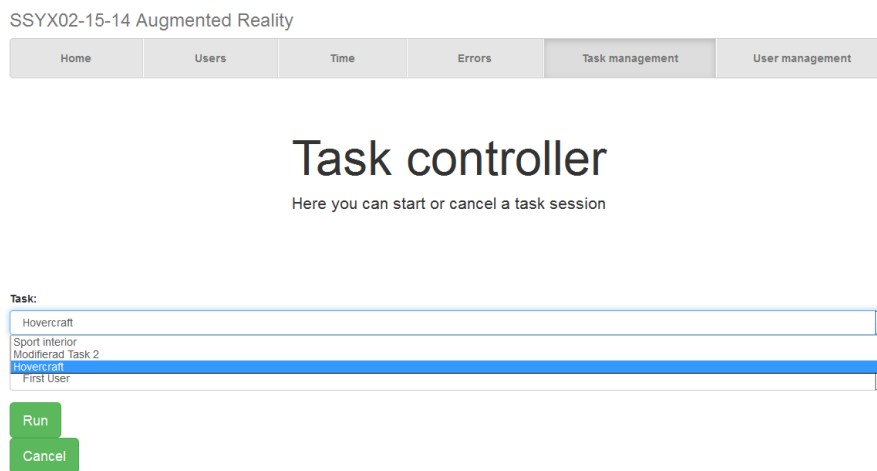 SSYX02-15-14 Augmented Reality
Home Users Time Errors Task management User management
Task controller
Here you can start or cancel a task session
Task:
Hovercraft
Sport interior
Modifierad Task 2
Hovercraft
First User
Run
Cancel